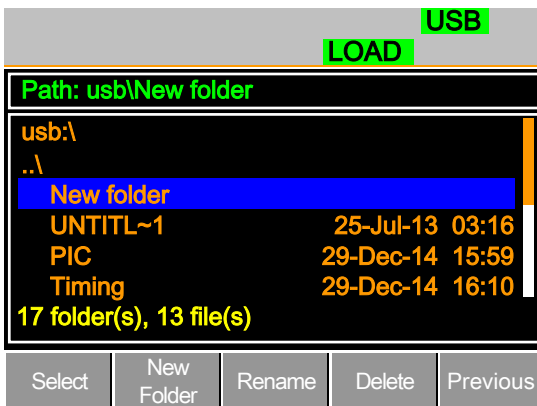 USB
LOAD
Path: usb\New folder
usb:\
..\
New folder
UNTITL~1 25-Jul-13 03:16
PIC 29-Dec-14 15:59
Timing 29-Dec-14 16:10
17 folder(s), 13 file(s)
Select New Folder Rename Delete Previous